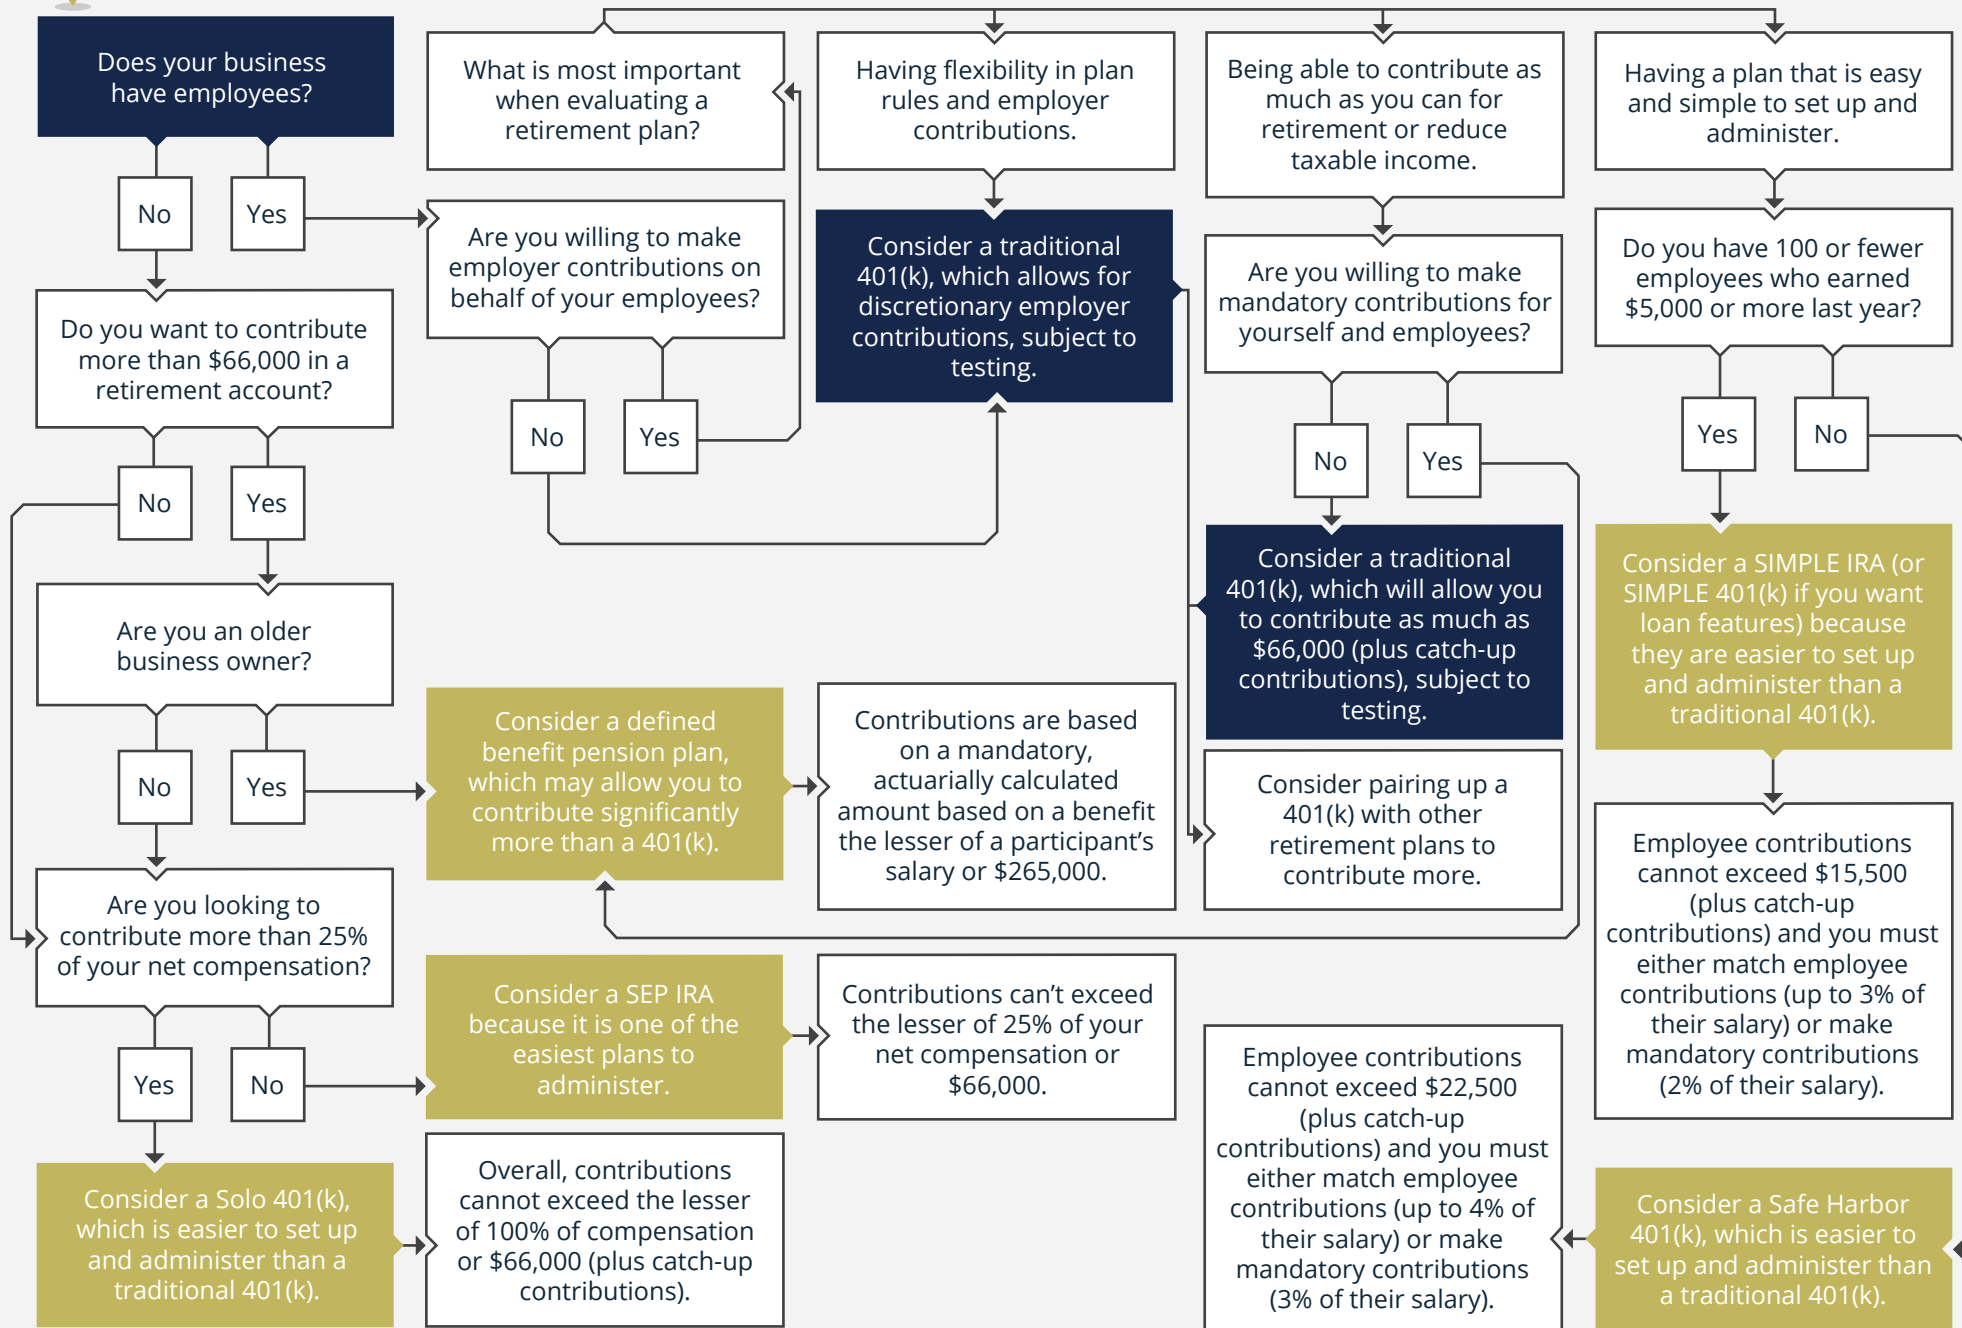 Does your business
have employees?
No
Yes
Do you want to contribute
more than $66,000 in a
retirement account?
No
Yes
Are you an older
business owner?
No
Yes
Are you looking to
contribute more than 25%
of your net compensation?
Yes
No
Consider a Solo 401(k),
which is easier to set up
and administer than a
traditional 401(k).
What is most important
when evaluating a
retirement plan?
Are you willing to make
employer contributions on
behalf of your employees?
No
Yes
Consider a defined
benefit pension plan,
which may allow you to
contribute significantly
more than a 401(k).
Consider a SEP IRA
because it is one of the
easiest plans to
administer.
Overall, contributions
cannot exceed the lesser
of 100% of compensation
or $66,000 (plus catch-up
contributions).
Having flexibility in plan
rules and employer
contributions.
Consider a traditional
401(k), which allows for
discretionary employer
contributions, subject to
testing.
Contributions are based
on a mandatory,
actuarially calculated
amount based on a benefit
the lesser of a participant’s
salary or $265,000.
Contributions can’t exceed
the lesser of 25% of your
net compensation or
$66,000.
Being able to contribute as
much as you can for
retirement or reduce
taxable income.
Are you willing to make
mandatory contributions for
yourself and employees?
No
Yes
Consider a traditional
401(k), which will allow you
to contribute as much as
$66,000 (plus catch-up
contributions), subject to
testing.
Consider pairing up a
401(k) with other
retirement plans to
contribute more.
Employee contributions
cannot exceed $22,500
(plus catch-up
contributions) and you must
either match employee
contributions (up to 4% of
their salary) or make
mandatory contributions
(3% of their salary).
Having a plan that is easy
and simple to set up and
administer.
Do you have 100 or fewer
employees who earned
$5,000 or more last year?
Yes
No
Consider a SIMPLE IRA (or
SIMPLE 401(k) if you want
loan features) because
they are easier to set up
and administer than a
traditional 401(k).
Employee contributions
cannot exceed $15,500
(plus catch-up
contributions) and you must
either match employee
contributions (up to 3% of
their salary) or make
mandatory contributions
(2% of their salary).
Consider a Safe Harbor
401(k), which is easier to
set up and administer than
a traditional 401(k).